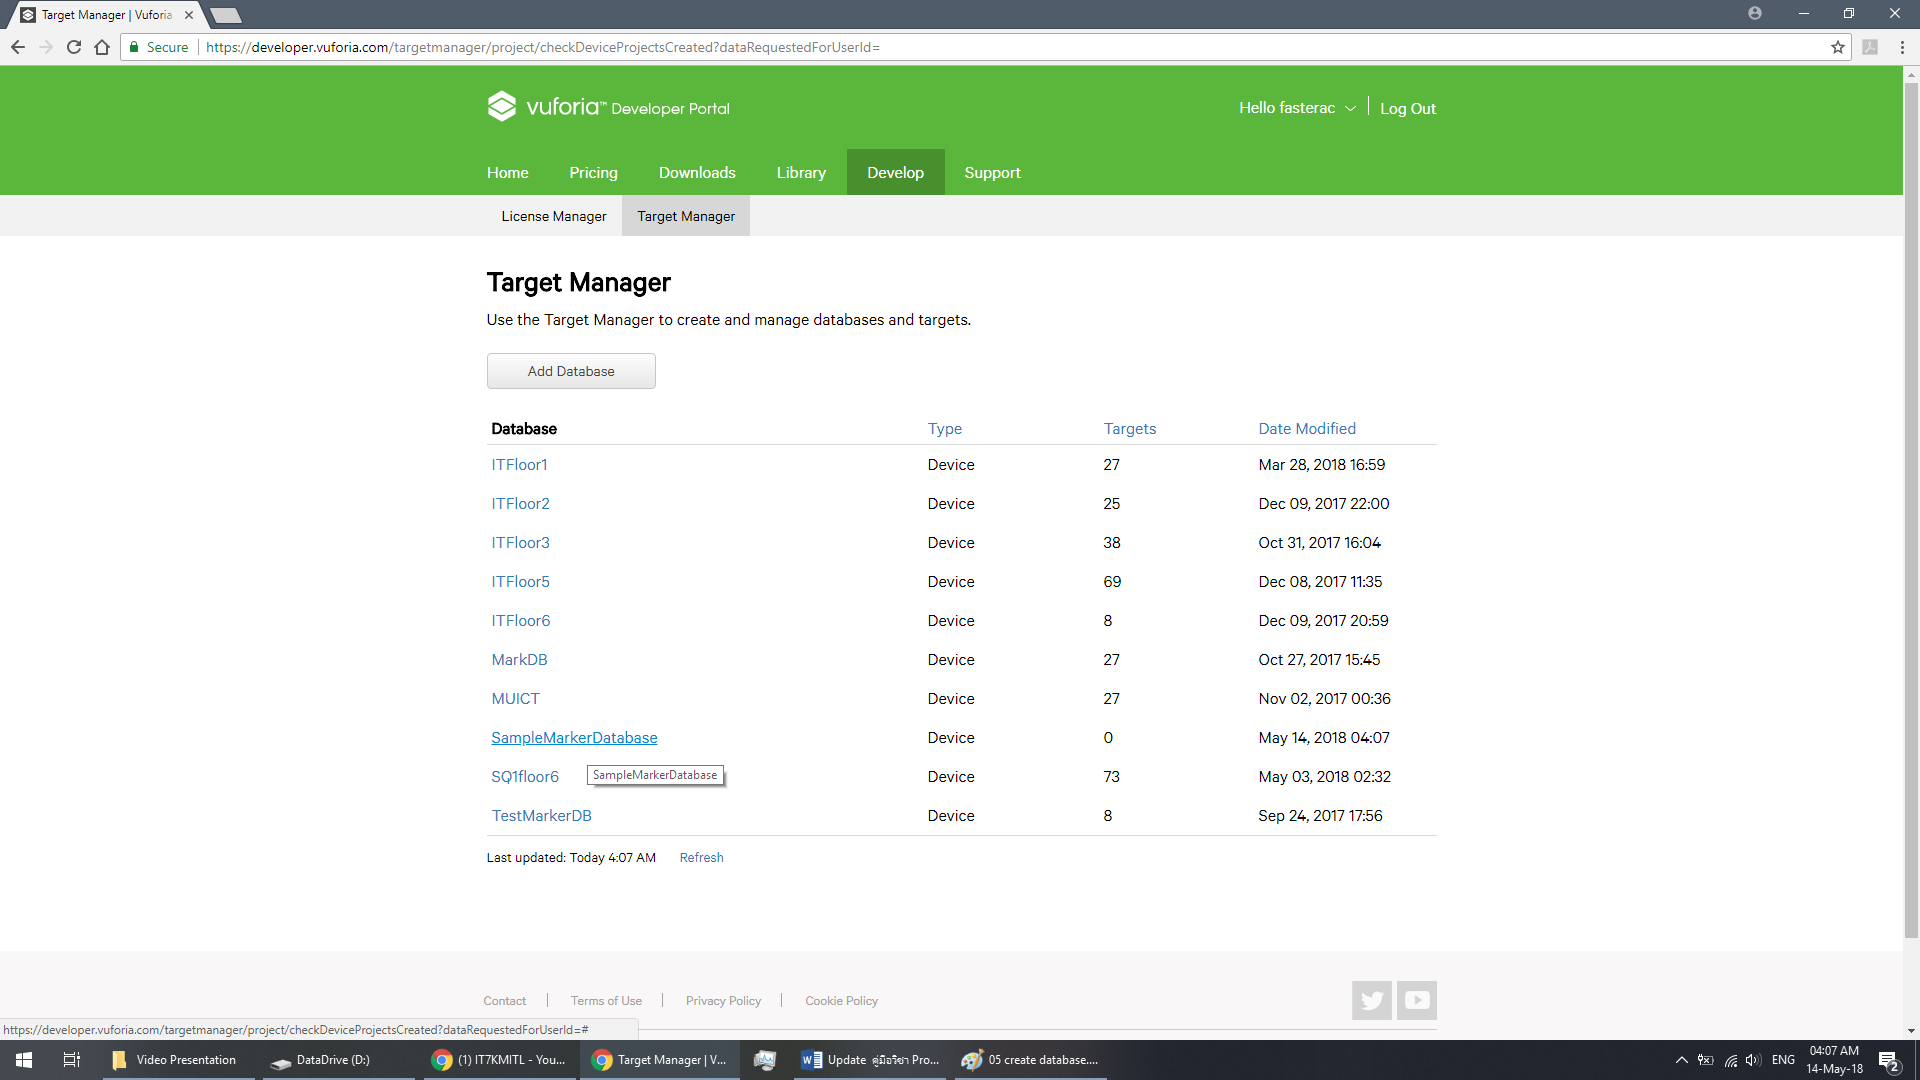 Target Manager | Vuforia
Secure
https://developer.vuforia.com/targetmanager/project/checkDeviceProjectsCreated?dataRequestedForUserId=
vuforia™ Developer Portal
Hello fasterac
Log Out
Home Pricing Downloads Library Develop Support
License Manager Target Manager
Target Manager
Use the Target Manager to create and manage databases and targets.
Add Database
Database Type Targets Date Modified
ITFloor1 Device 27 Mar 28, 2018 16:59
ITFloor2 Device 25 Dec 09, 2017 22:00
ITFloor3 Device 38 Oct 31, 2017 16:04
ITFloor5 Device 69 Dec 08, 2017 11:35
ITFloor6 Device 8 Dec 09, 2017 20:59
MarkDB Device 27 Oct 27, 2017 15:45
MUICT Device 27 Nov 02, 2017 00:36
SampleMarkerDatabase Device 0 May 14, 2018 04:07
SQ1floor6 Device 73 May 03, 2018 02:32
SampleMarkerDatabase
TestMarkerDB Device 8 Sep 24, 2017 17:56
Last updated: Today 4:07 AM Refresh
Contact | Terms of Use | Privacy Policy | Cookie Policy
https://developer.vuforia.com/targetmanager/project/checkDeviceProjectsCreated?dataRequestedForUserId=#
Video Presentation
DataDrive (D:)
(1) IT7KMITL - You...
Target Manager | V...
Update คู่มือวิชา Pro...
05 create database....
ENG
04:07 AM
14-May-18
2